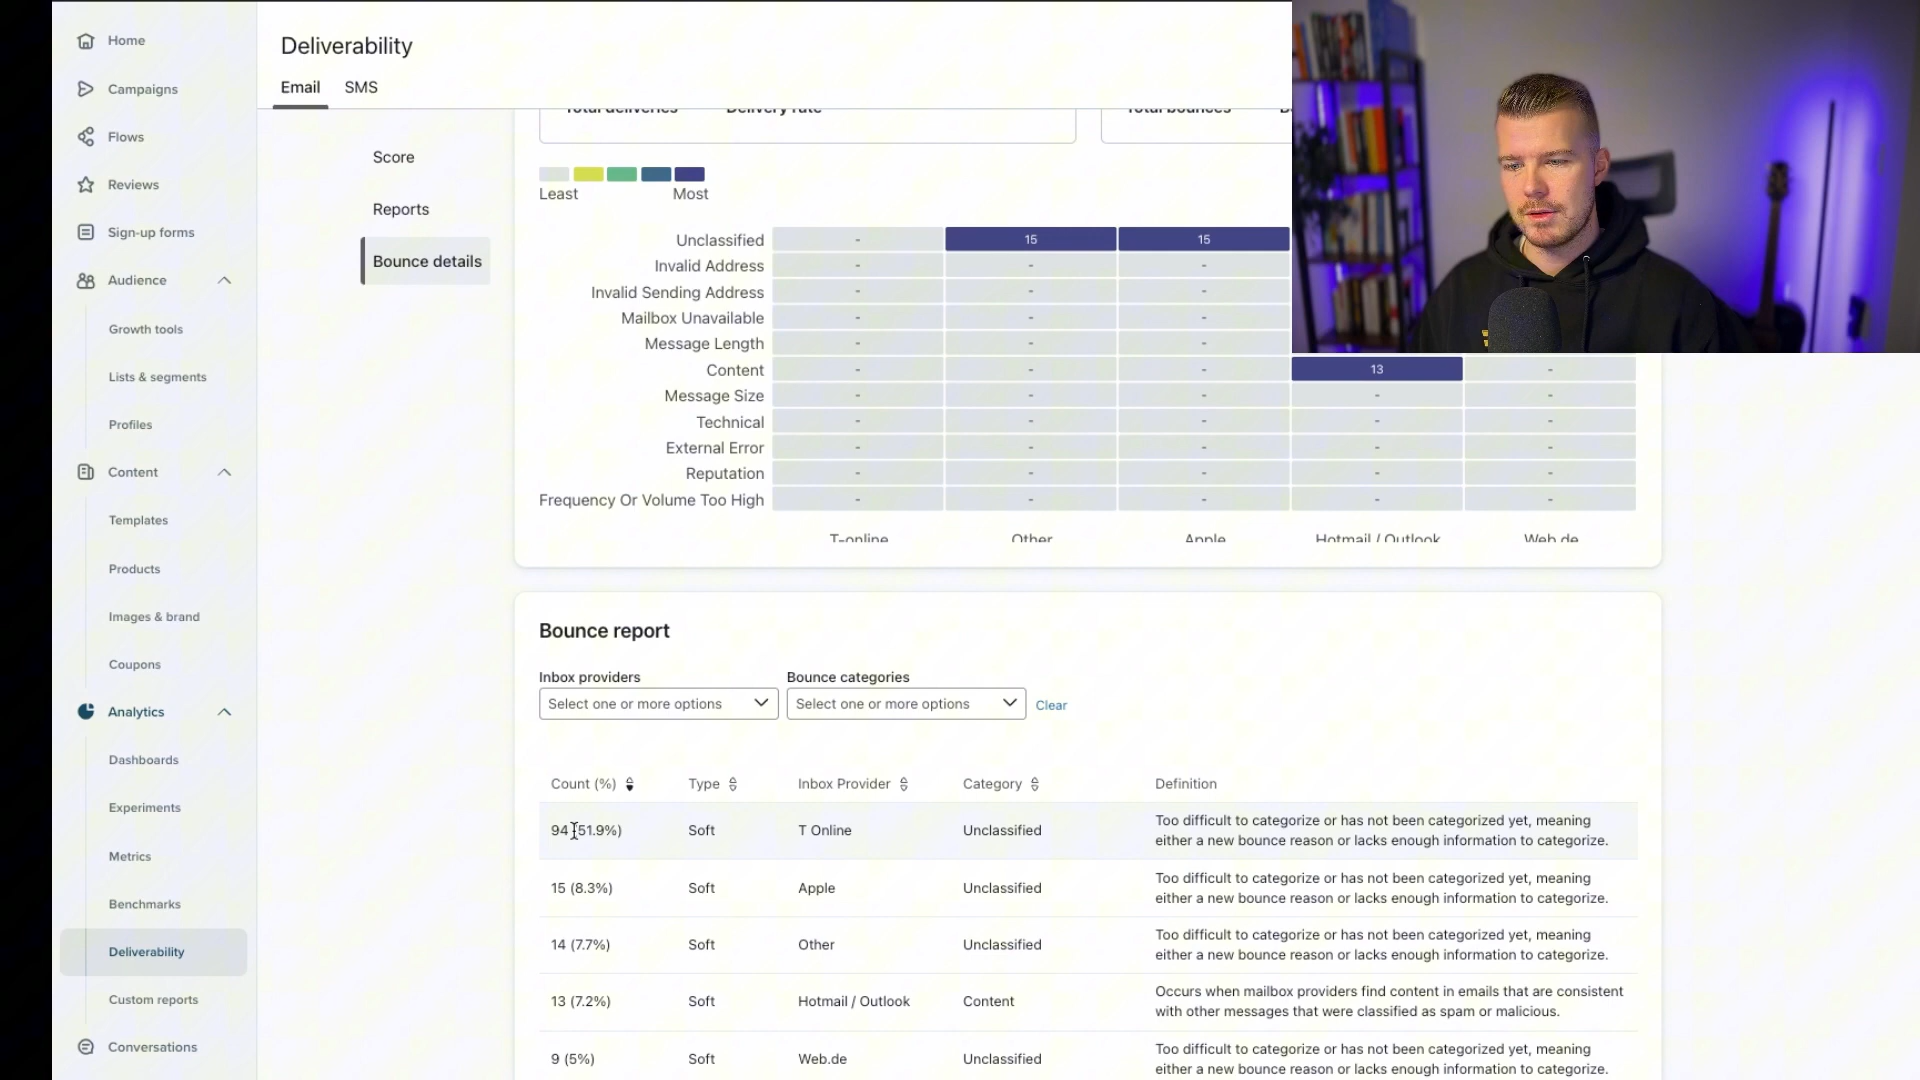 Home
Campaigns
Flows
Reviews
Sign-up forms
Audience
Growth tools
Lists & segments
Profiles
Content
Templates
Products
Images & brand
Coupons
Analytics
Dashboards
Experiments
Metrics
Benchmarks
Deliverability
Custom reports
Conversations
Deliverability
Email SMS
Score
Reports
Bounce details
Total deliveries Delivery rate Total bounces
Least Most
Unclassified - 15 15
Invalid Address - - -
Invalid Sending Address - - -
Mailbox Unavailable - - -
Message Length - - -
Content - - - 13 -
Message Size - - - - -
Technical - - - - -
External Error - - - - -
Reputation - - - - -
Frequency Or Volume Too High - - - - -
T-online Other Apple Hotmail / Outlook Web.de
Bounce report
Inbox providers Bounce categories
Select one or more options Select one or more options Clear
Count (%) Type Inbox Provider Category Definition
94 (51.9%) Soft T Online Unclassified Too difficult to categorize or has not been categorized yet, meaning
either a new bounce reason or lacks enough information to categorize.
15 (8.3%) Soft Apple Unclassified Too difficult to categorize or has not been categorized yet, meaning
either a new bounce reason or lacks enough information to categorize.
14 (7.7%) Soft Other Unclassified Too difficult to categorize or has not been categorized yet, meaning
either a new bounce reason or lacks enough information to categorize.
13 (7.2%) Soft Hotmail / Outlook Content Occurs when mailbox providers find content in emails that are consistent
with other messages that were classified as spam or malicious.
9 (5%) Soft Web.de Unclassified Too difficult to categorize or has not been categorized yet, meaning
either a new bounce reason or lacks enough information to categorize.